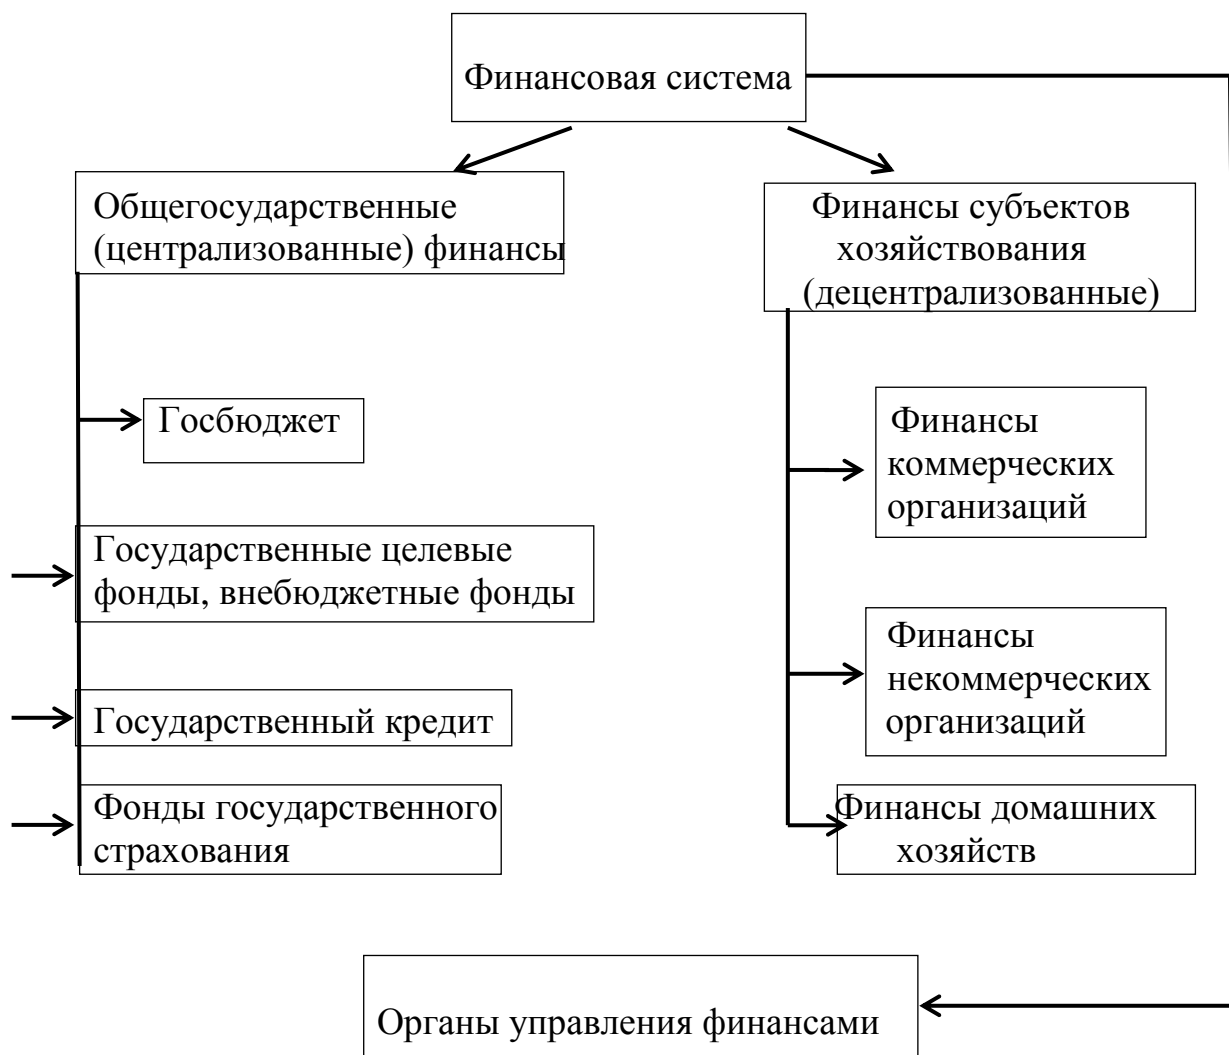 Финансовая система
Общегосударственные
(централизованные) финансы
Финансы субъектов
хозяйствования
(децентрализованные)
Госбюджет
Финансы
коммерческих
организаций
Государственные целевые
фонды, внебюджетные фонды
Финансы
некоммерческих
организаций
Государственный кредит
Фонды государственного
страхования
Финансы домашних
хозяйств
Органы управления финансами